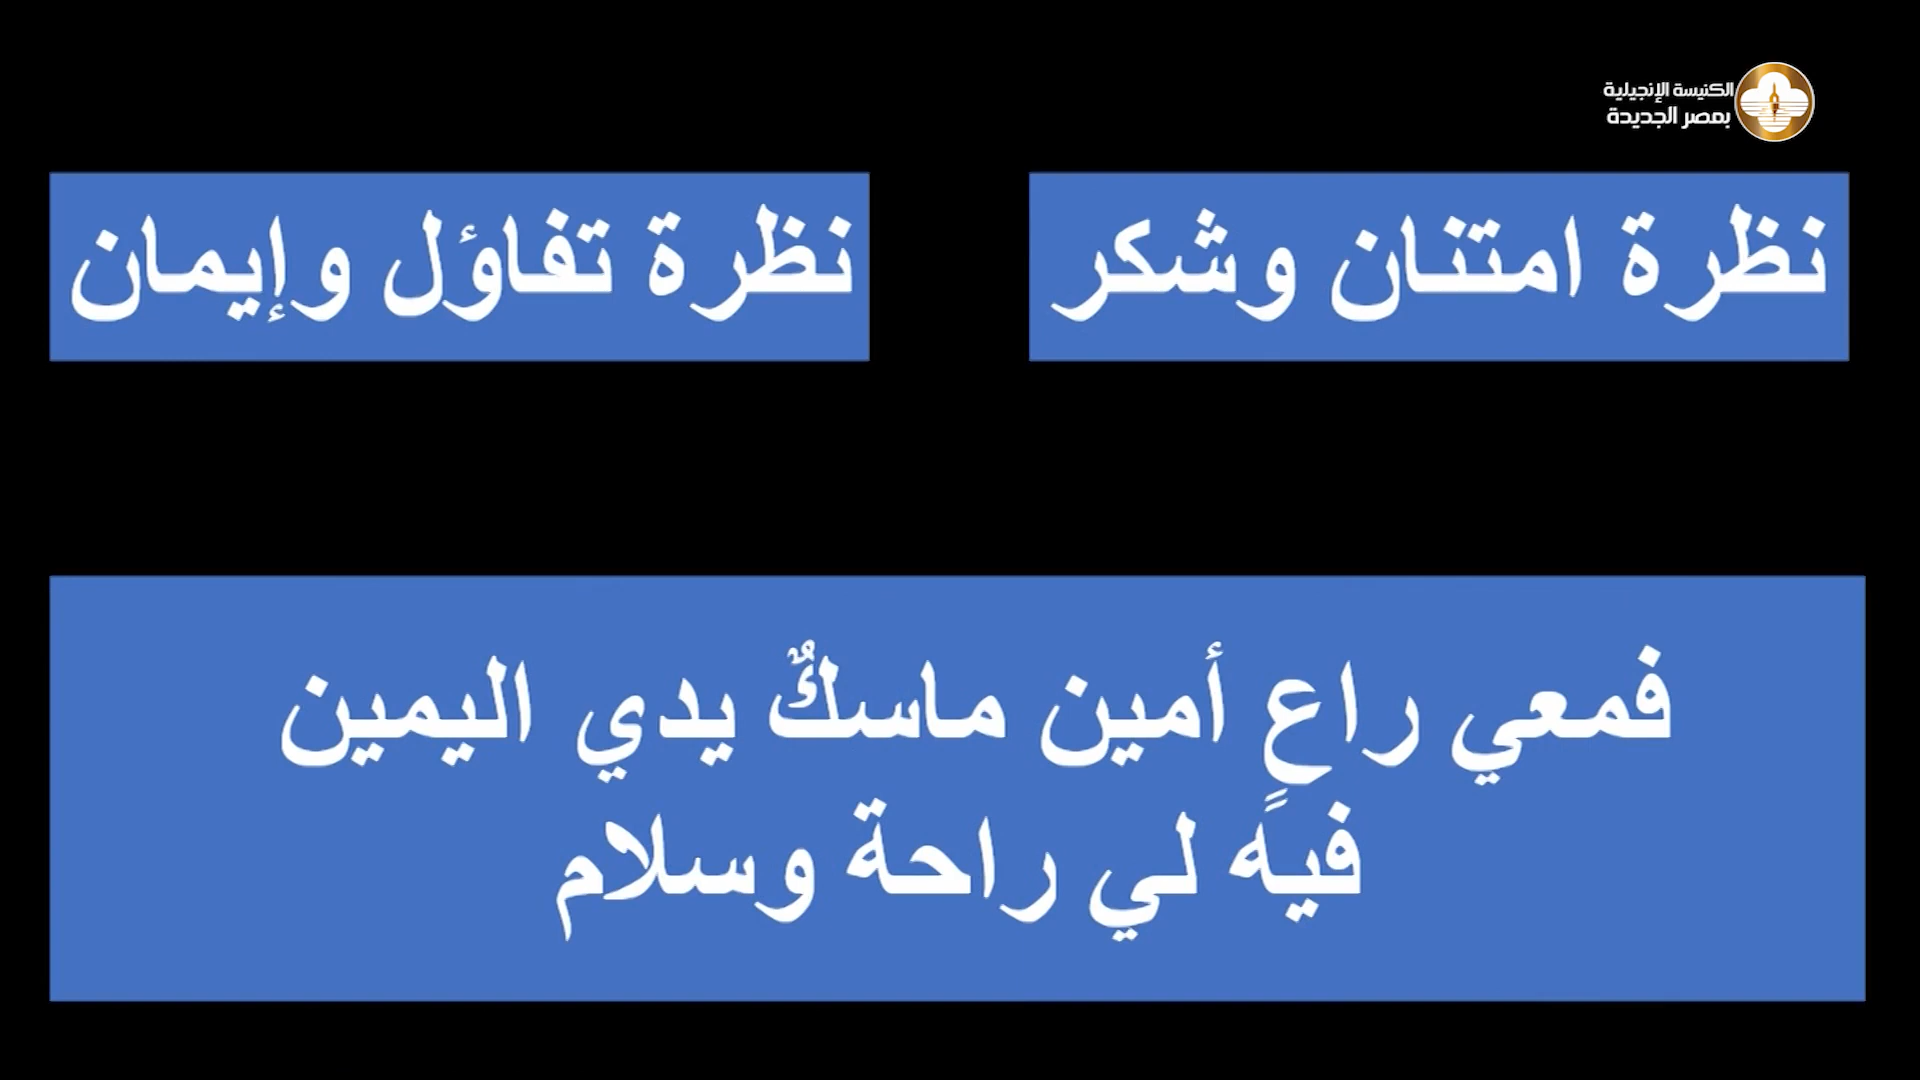 الكنيسة الإنجيلية
بمصر الجديدة
نظرة امتنان وشكر
نظرة تفاؤل وإيمان
فمعي راعٍ أمين ماسكٌ يدي اليمين
فيه لي راحة وسلام